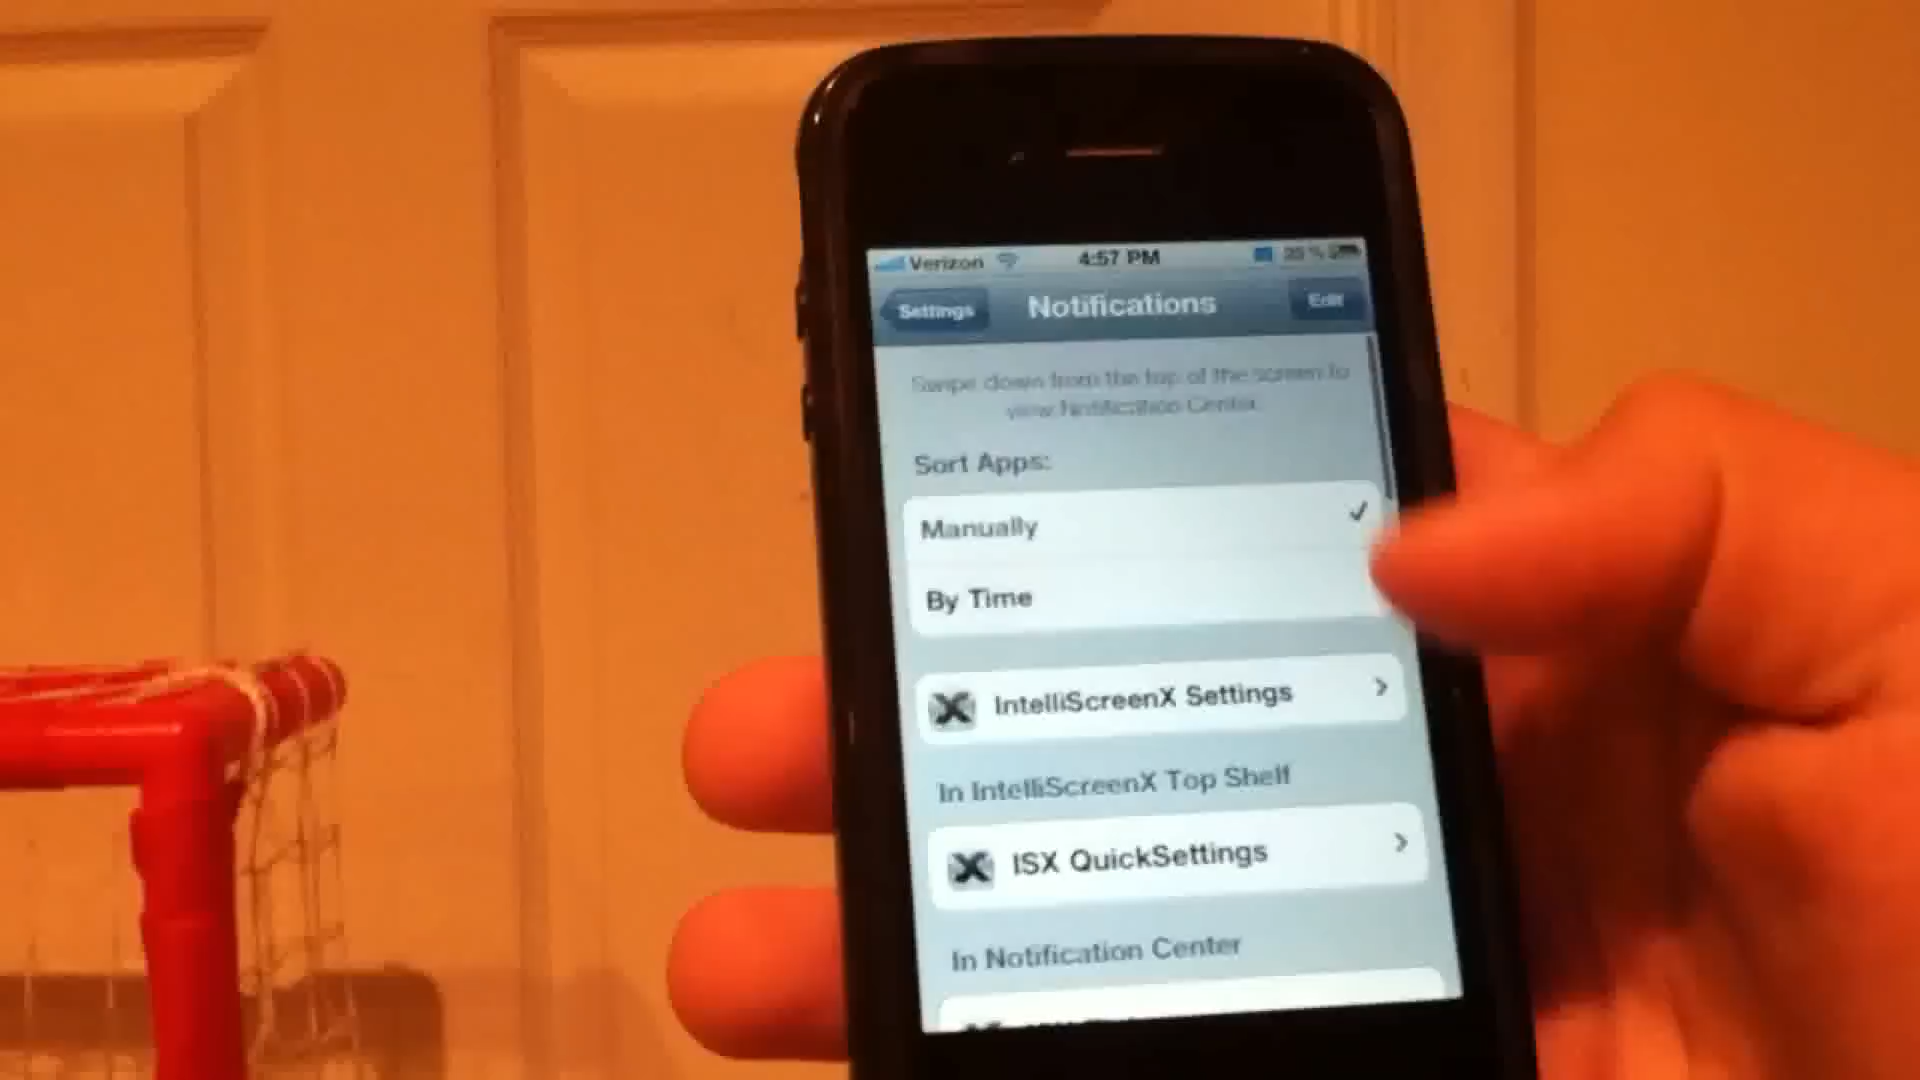 Verizon 4:57 PM
Settings Notifications Edit
Swipe down from the top of the screen to
view Notification Center.
Sort Apps:
Manually
By Time
IntelliScreenX Settings
In IntelliScreenX Top Shelf
ISX QuickSettings
In Notification Center